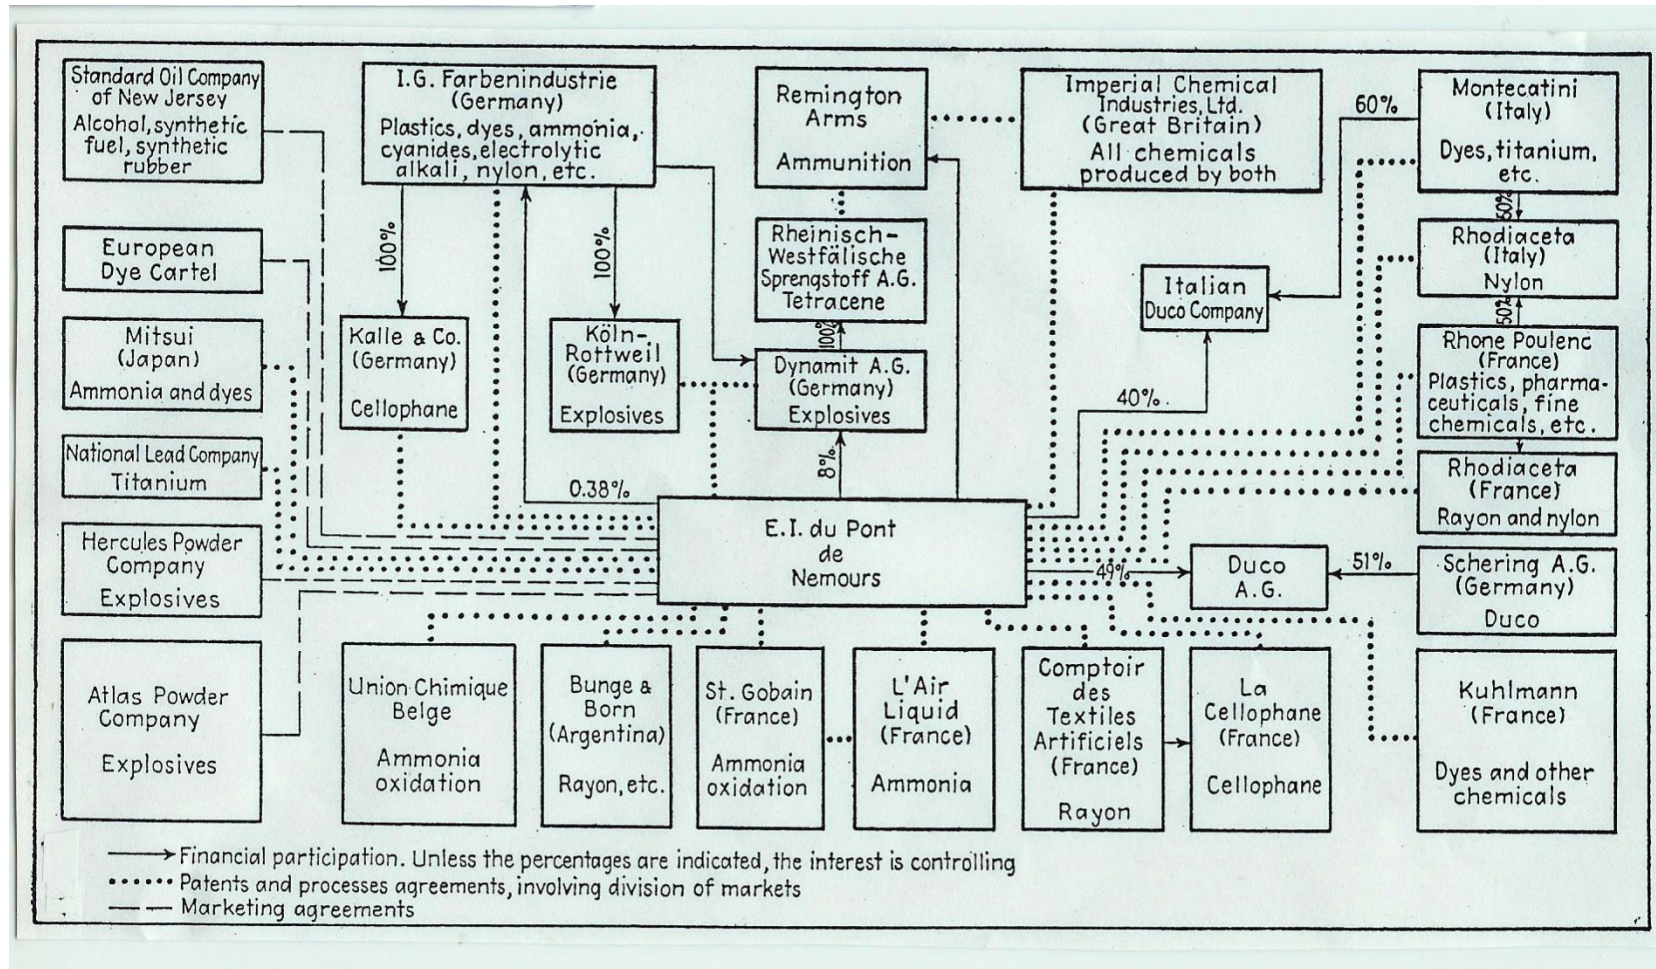 Standard Oil Company
of New Jersey
Alcohol, synthetic
fuel, synthetic
rubber
I.G. Farbenindustrie
(Germany)
Plastics, dyes, ammonia,
cyanides, electrolytic
alkali, nylon, etc.
Remington
Arms
Ammunition
Imperial Chemical
Industries, Ltd.
(Great Britain)
All chemicals
produced by both
60%
Montecatini
(Italy)
Dyes, titanium,
etc.
50%
European
Dye Cartel
100%
100%
Rheinisch-
Westfälische
Sprengstoff A.G.
Tetracene
Rhodiaceta
(Italy)
Nylon
50%
Italian
Duco Company
Mitsui
(Japan)
Ammonia and dyes
Kalle & Co.
(Germany)
Cellophane
Köln-
Rottweil
(Germany)
Explosives
100%
Dynamit A.G.
(Germany)
Explosives
8%
40%
Rhone Poulenc
(France)
Plastics, pharma-
ceuticals, fine
chemicals, etc.
National Lead Company
Titanium
0.38%
Rhodiaceta
(France)
Rayon and nylon
Hercules Powder
Company
Explosives
E.I. du Pont
de
Nemours
49%
Duco
A.G.
51%
Schering A.G.
(Germany)
Duco
Atlas Powder
Company
Explosives
Union Chimique
Belge
Ammonia
oxidation
Bunge &
Born
(Argentina)
Rayon, etc.
St. Gobain
(France)
Ammonia
oxidation
L'Air
Liquid
(France)
Ammonia
Comptoir
des
Textiles
Artificiels
(France)
Rayon
La
Cellophane
(France)
Cellophane
Kuhlmann
(France)
Dyes and other
chemicals
Financial participation. Unless the percentages are indicated, the interest is controlling
Patents and processes agreements, involving division of markets
Marketing agreements